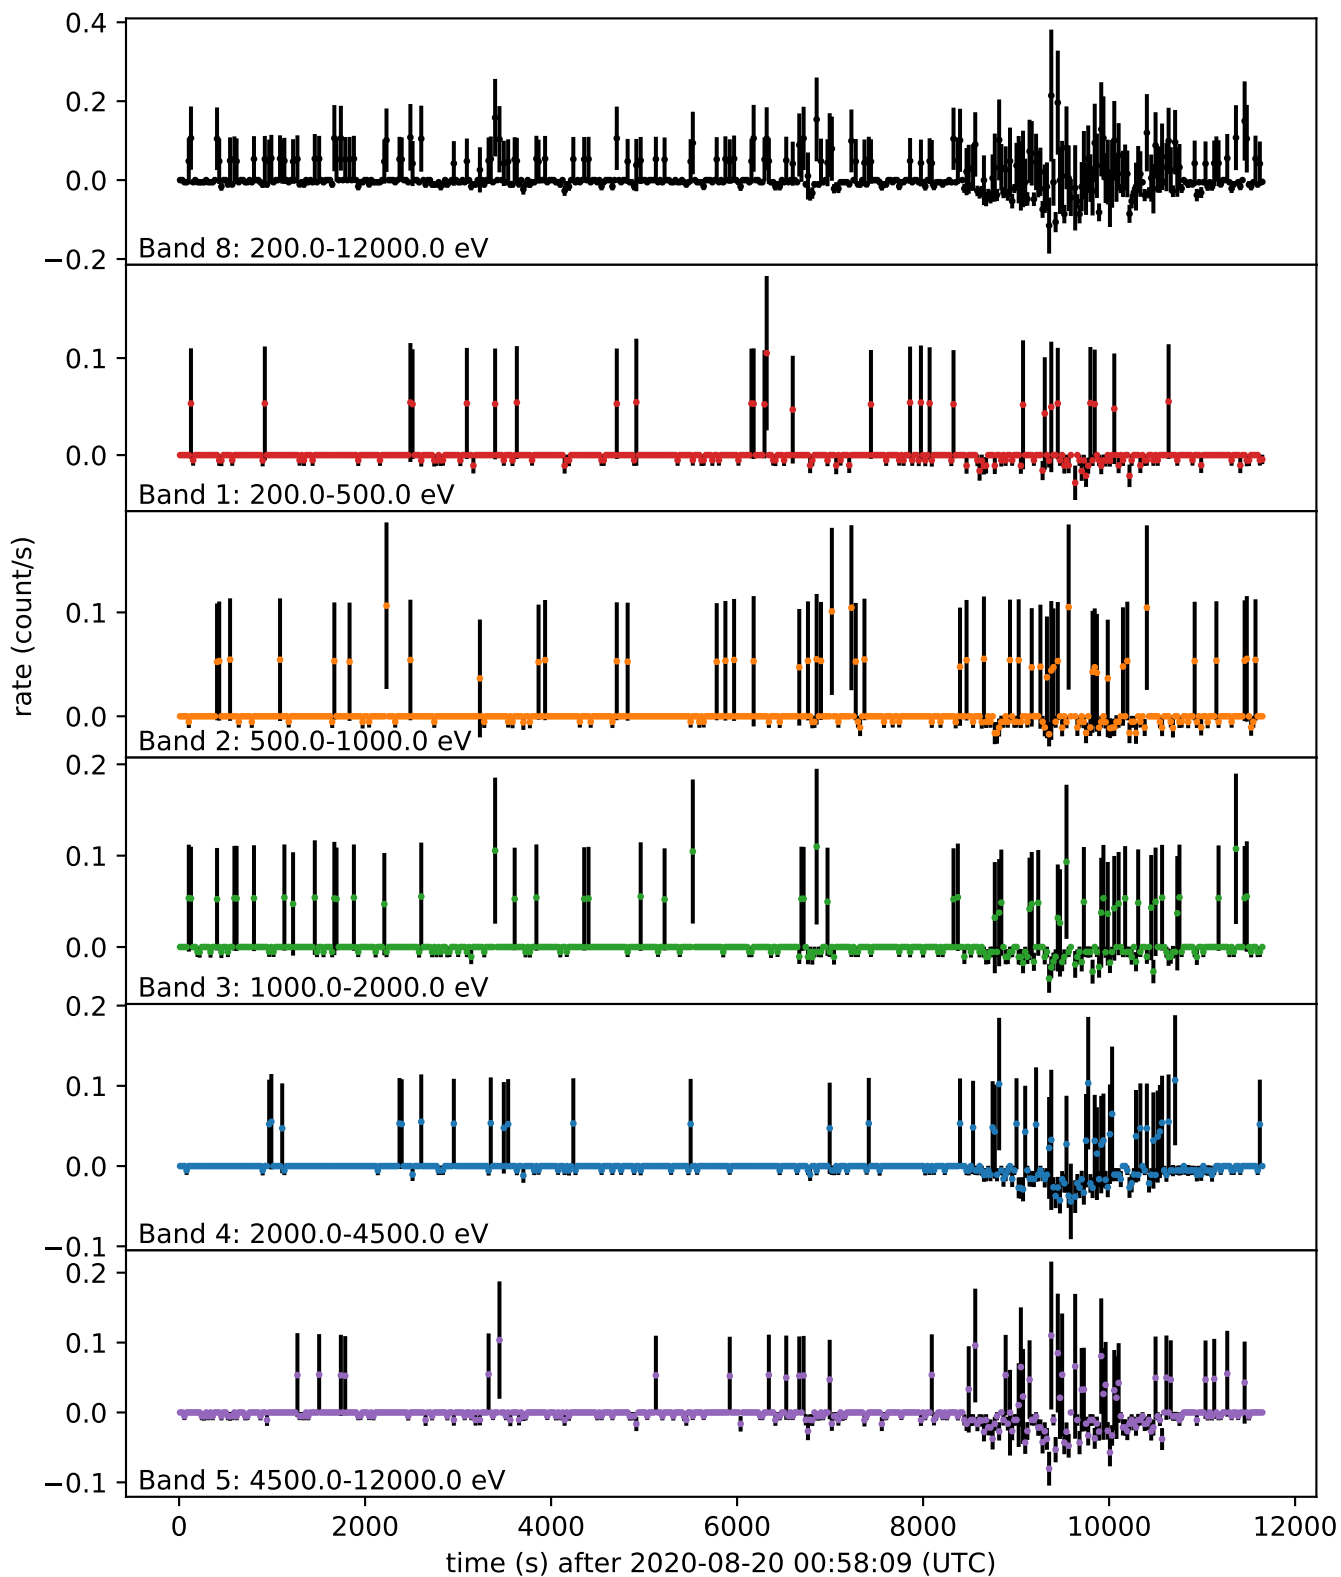 0.4
0.2
0.0
−0.2
Band 8: 200.0-12000.0 eV
0.1
0.0
Band 1: 200.0-500.0 eV
rate (count/s)
0.1
0.0
Band 2: 500.0-1000.0 eV
0.2
0.1
0.0
Band 3: 1000.0-2000.0 eV
0.2
0.1
0.0
−0.1
Band 4: 2000.0-4500.0 eV
0.2
0.1
0.0
−0.1
Band 5: 4500.0-12000.0 eV
0 2000 4000 6000 8000 10000 12000
time (s) after 2020-08-20 00:58:09 (UTC)